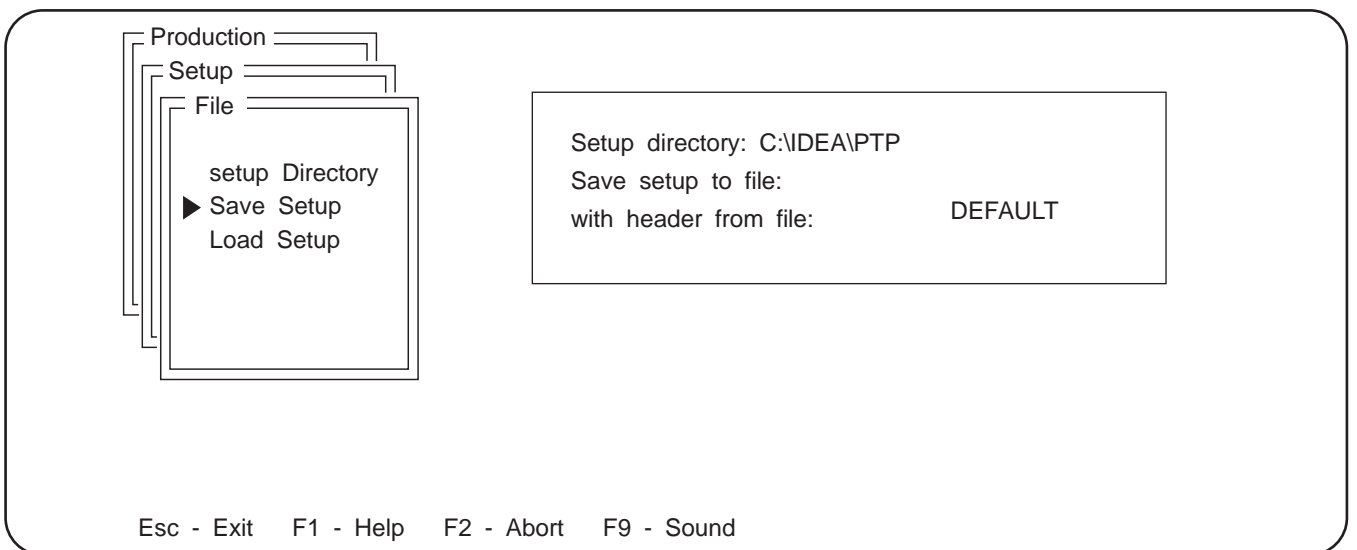 Production
Setup
File
setup Directory
Save Setup
Load Setup
Setup directory: C:\IDEA\PTP
Save setup to file:
with header from file: DEFAULT
Esc - Exit F1 - Help F2 - Abort F9 - Sound